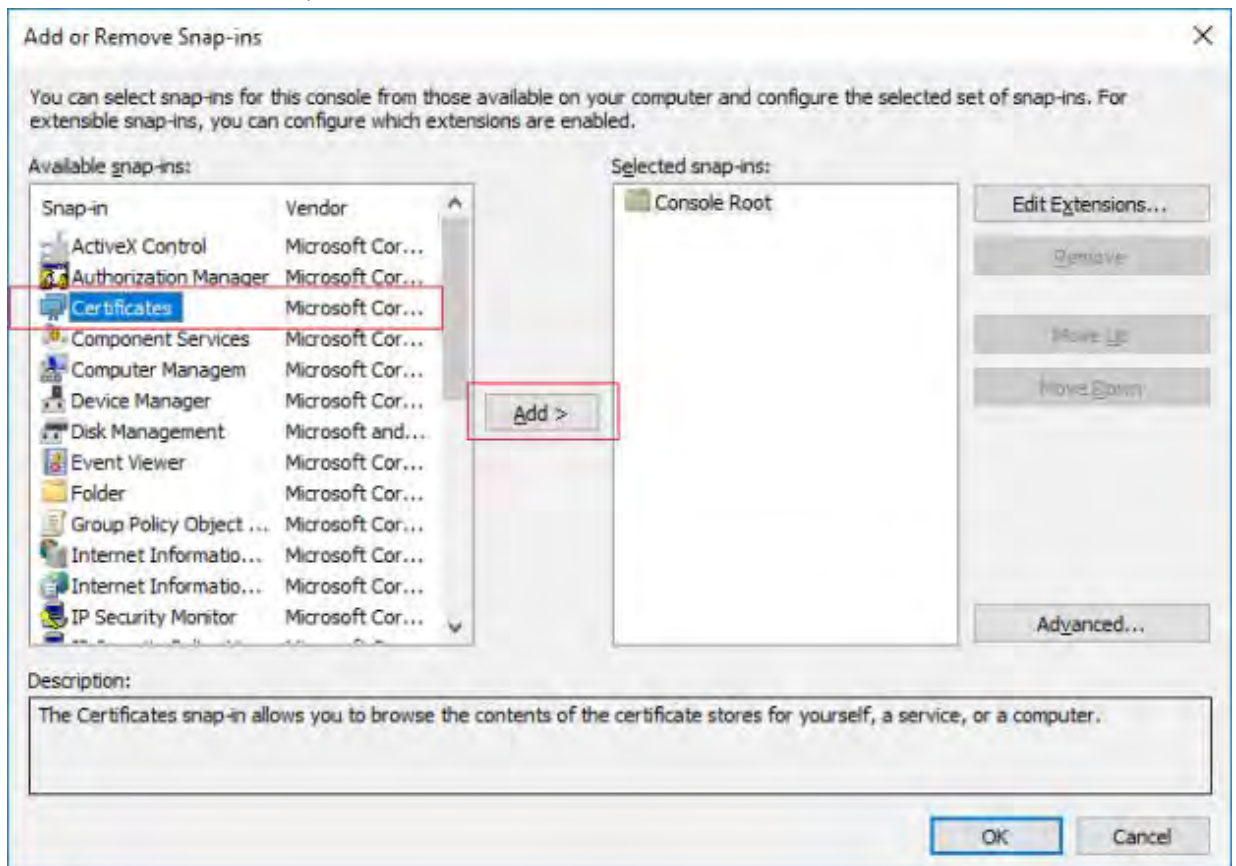 Add or Remove Snap-ins
You can select snap-ins for this console from those available on your computer and configure the selected set of snap-ins. For
extensible snap-ins, you can configure which extensions are enabled.
Available snap-ins:
Selected snap-ins:
Snap-in Vendor
ActiveX Control Microsoft Cor...
Authorization Manager Microsoft Cor...
Certificates Microsoft Cor...
Component Services Microsoft Cor...
Computer Managem Microsoft Cor...
Device Manager Microsoft Cor...
Disk Management Microsoft and...
Event Viewer Microsoft Cor...
Folder Microsoft Cor...
Group Policy Object ... Microsoft Cor...
Internet Informatio... Microsoft Cor...
Internet Informatio... Microsoft Cor...
IP Security Monitor Microsoft Cor...
Add >
Console Root
Edit Extensions...
Remove
Move Up
Move Down
Advanced...
Description:
The Certificates snap-in allows you to browse the contents of the certificate stores for yourself, a service, or a computer.
OK Cancel